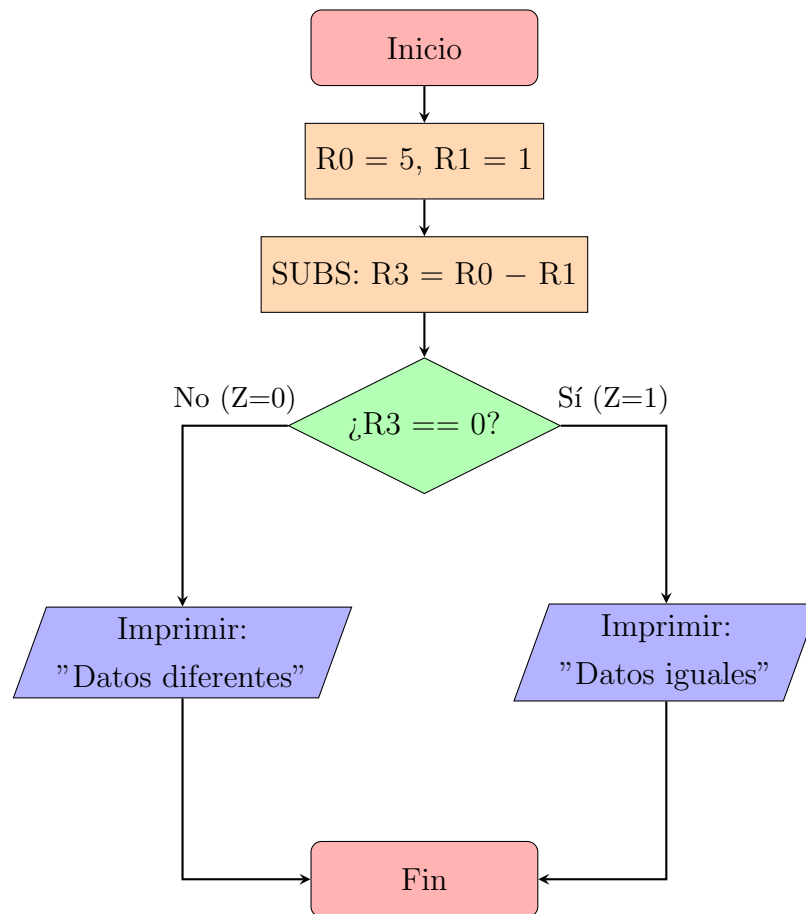 Inicio
R0 = 5, R1 = 1
SUBS: R3 = R0 − R1
No (Z=0)
¿R3 == 0?
Sí (Z=1)
Imprimir:
”Datos diferentes”
Imprimir:
”Datos iguales”
Fin